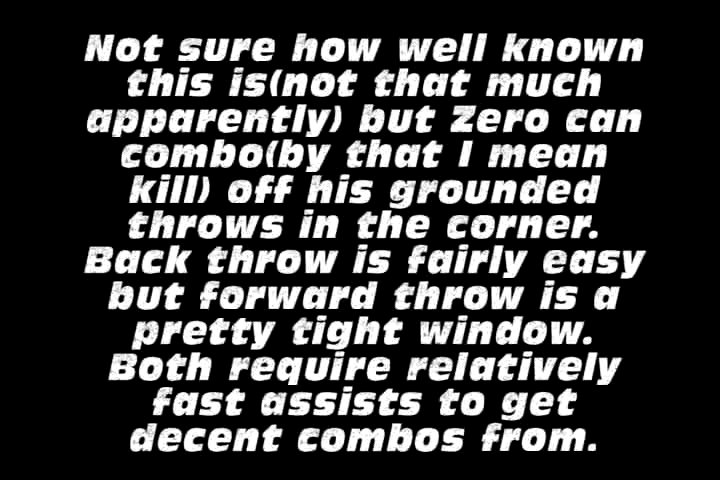 Not sure how well known
this is(not that much
apparently) but Zero can
combo(by that I mean
kill) off his grounded
throws in the corner.
Back throw is fairly easy
but forward throw is a
pretty tight window.
Both require relatively
fast assists to get
decent combos from.